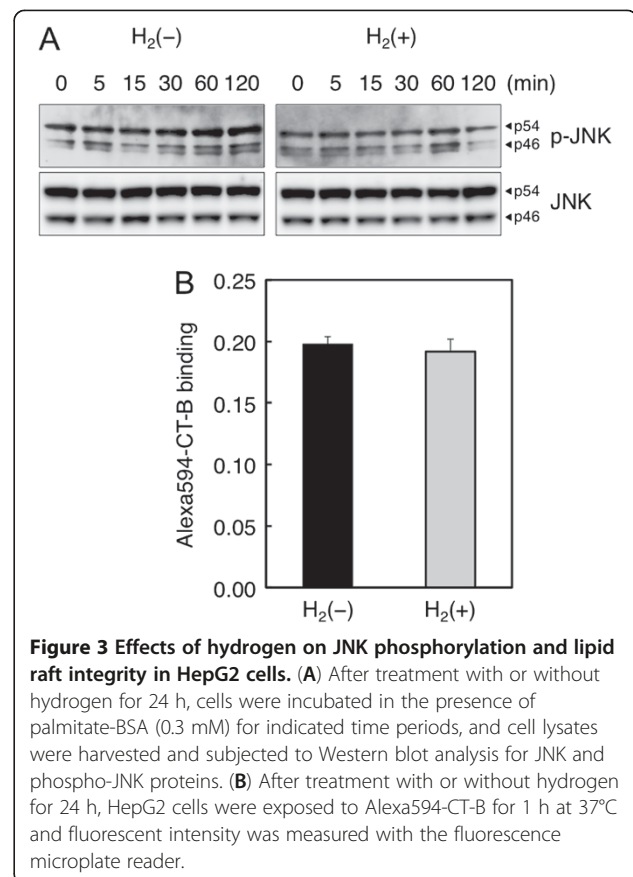 A
H₂(−) H₂(+)
0 5 15 30 60 120 0 5 15 30 60 120 (min)
◄p54
◄p46
p-JNK
◄p54
◄p46
JNK
B
0.25
0.20
0.15
0.10
0.05
0.00
Alexa594-CT-B binding
H₂(−) H₂(+)
Figure 3 Effects of hydrogen on JNK phosphorylation and lipid
raft integrity in HepG2 cells. (A) After treatment with or without
hydrogen for 24 h, cells were incubated in the presence of
palmitate-BSA (0.3 mM) for indicated time periods, and cell lysates
were harvested and subjected to Western blot analysis for JNK and
phospho-JNK proteins. (B) After treatment with or without hydrogen
for 24 h, HepG2 cells were exposed to Alexa594-CT-B for 1 h at 37°C
and fluorescent intensity was measured with the fluorescence
microplate reader.